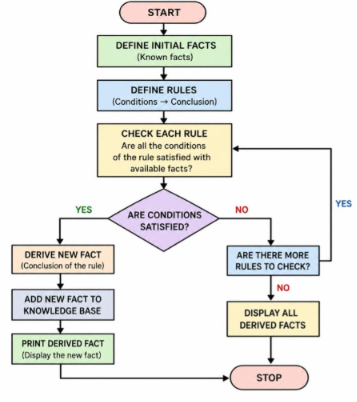 START
DEFINE INITIAL FACTS
(Known facts)
DEFINE RULES
(Conditions → Conclusion)
CHECK EACH RULE
Are all the conditions
of the rule satisfied with
available facts?
YES
ARE CONDITIONS
SATISFIED?
NO
YES
DERIVE NEW FACT
(Conclusion of the rule)
ARE THERE MORE
RULES TO CHECK?
ADD NEW FACT TO
KNOWLEDGE BASE
NO
PRINT DERIVED FACT
(Display the new fact)
DISPLAY ALL
DERIVED FACTS
STOP